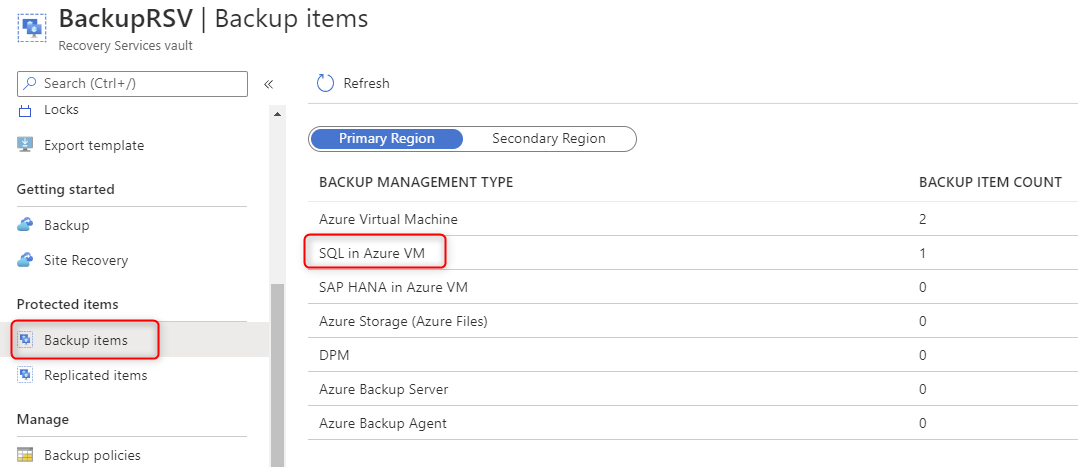 BackupRSV | Backup items
Recovery Services vault
Search (Ctrl+/)
«
Locks
Export template
Getting started
Backup
Site Recovery
Protected items
Backup items
Replicated items
Manage
Backup policies
Refresh
Primary Region Secondary Region
BACKUP MANAGEMENT TYPE BACKUP ITEM COUNT
Azure Virtual Machine 2
SQL in Azure VM 1
SAP HANA in Azure VM 0
Azure Storage (Azure Files) 0
DPM 0
Azure Backup Server 0
Azure Backup Agent 0